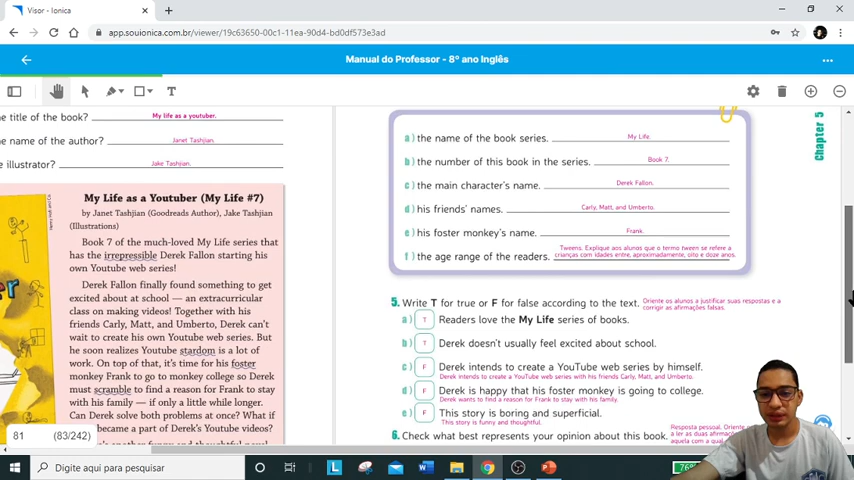 Visor - Ionica
app.souionica.com.br/viewer/19c63650-00c1-11ea-90d4-bd0df573e3ad
Manual do Professor - 8º ano Inglês
e title of the book? My life as a youtuber.
ame of the author? Janet Tashjian.
illustrator? Jake Tashjian.
My Life as a Youtuber (My Life #7)
by Janet Tashjian (Goodreads Author), Jake Tashjian
(Illustrations)
Book 7 of the much-loved My Life series that
has the irrepressible Derek Fallon starting his
own Youtube web series!
Derek Fallon finally found something to get
excited about at school — an extracurricular
class on making videos! Together with his
friends Carly, Matt, and Umberto, Derek can't
wait to create his own Youtube web series.
But he soon realizes Youtube stardom is a lot of
work. On top of that, it's time for his foster
monkey Frank to go to monkey college so Derek
must scramble to find a reason for Frank to stay
with his family — if only a little while longer.
Can Derek solve both problems at once? What if
became a part of Derek's Youtube videos?
another funny and thoughtful novel
81 (83/242)
Chapter 5
a) the name of the book series. My Life.
b) the number of this book in the series. Book 7.
c) the main character's name. Derek Fallon.
d) his friends' names. Carly, Matt, and Umberto.
e) his foster monkey's name. Frank.
f) the age range of the readers. Tweens. Explique aos alunos que o termo tween se refere a
crianças com idades entre, aproximadamente, oito e doze anos.
5. Write T for true or F for false according to the text. Oriente os alunos a justificar suas respostas e a
corrigir as afirmações falsas.
a) T Readers love the My Life series of books.
b) T Derek doesn't usually feel excited about school.
c) F Derek intends to create a YouTube web series by himself.
Derek intends to create a YouTube web series with his friends Carly, Matt, and Umberto.
d) F Derek is happy that his foster monkey is going to college.
Derek wants to find a reason for Frank to stay with his family.
e) F This story is boring and superficial.
This story is funny and thoughtful.
6. Check what best represents your opinion about this book. Resposta pessoal. Oriente
a ler as duas afirma
aquela com a qual
Digite aqui para pesquisar
76%